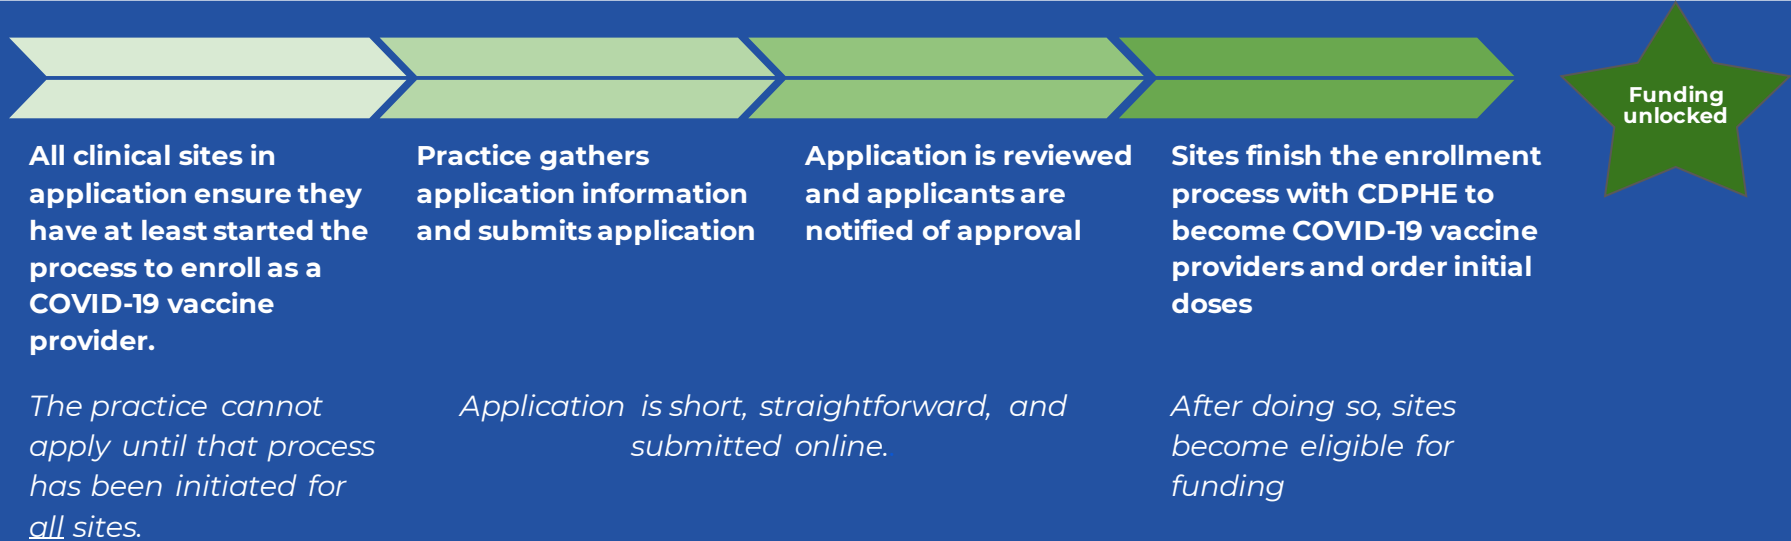 Funding
unlocked
All clinical sites in
application ensure they
have at least started the
process to enroll as a
COVID-19 vaccine
provider.
Practice gathers
application information
and submits application
Application is reviewed
and applicants are
notified of approval
Sites finish the enrollment
process with CDPHE to
become COVID-19 vaccine
providers and order initial
doses
The practice cannot
apply until that process
has been initiated for
all sites.
Application is short, straightforward, and
submitted online.
After doing so, sites
become eligible for
funding